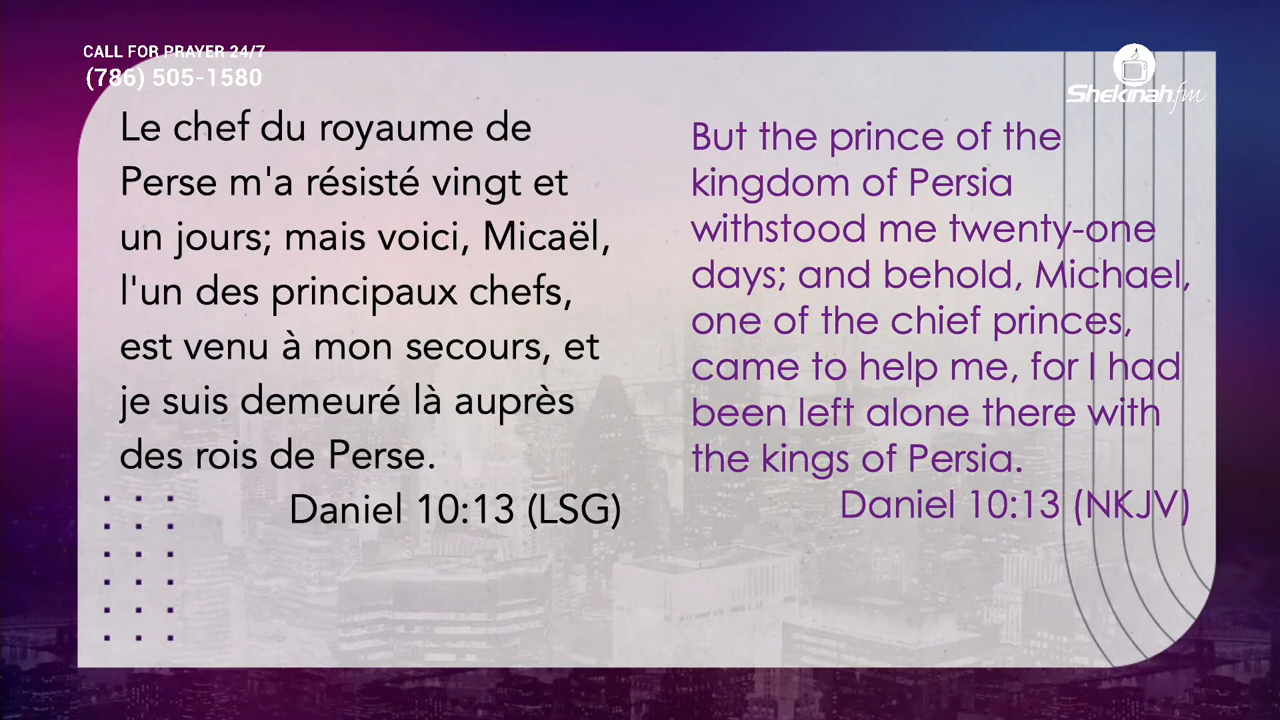 CALL FOR PRAYER 24/7
(786) 505-1580
Shekinah.fm
Le chef du royaume de
Perse m'a résisté vingt et
un jours; mais voici, Micaël,
l'un des principaux chefs,
est venu à mon secours, et
je suis demeuré là auprès
des rois de Perse.
Daniel 10:13 (LSG)
But the prince of the
kingdom of Persia
withstood me twenty-one
days; and behold, Michael,
one of the chief princes,
came to help me, for I had
been left alone there with
the kings of Persia.
Daniel 10:13 (NKJV)